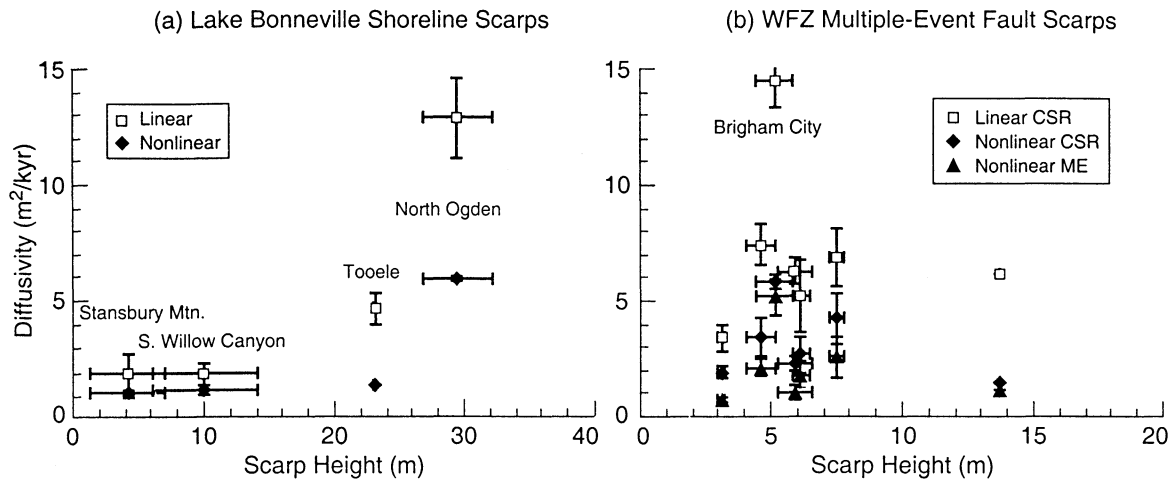 (a) Lake Bonneville Shoreline Scarps
15
10
5
0
Diffusivity (m²/kyr)
Linear
Nonlinear
North Ogden
Tooele
Stansbury Mtn.
S. Willow Canyon
0 10 20 30 40
Scarp Height (m)
(b) WFZ Multiple-Event Fault Scarps
15
10
5
0
Brigham City
Linear CSR
Nonlinear CSR
Nonlinear ME
0 5 10 15 20
Scarp Height (m)